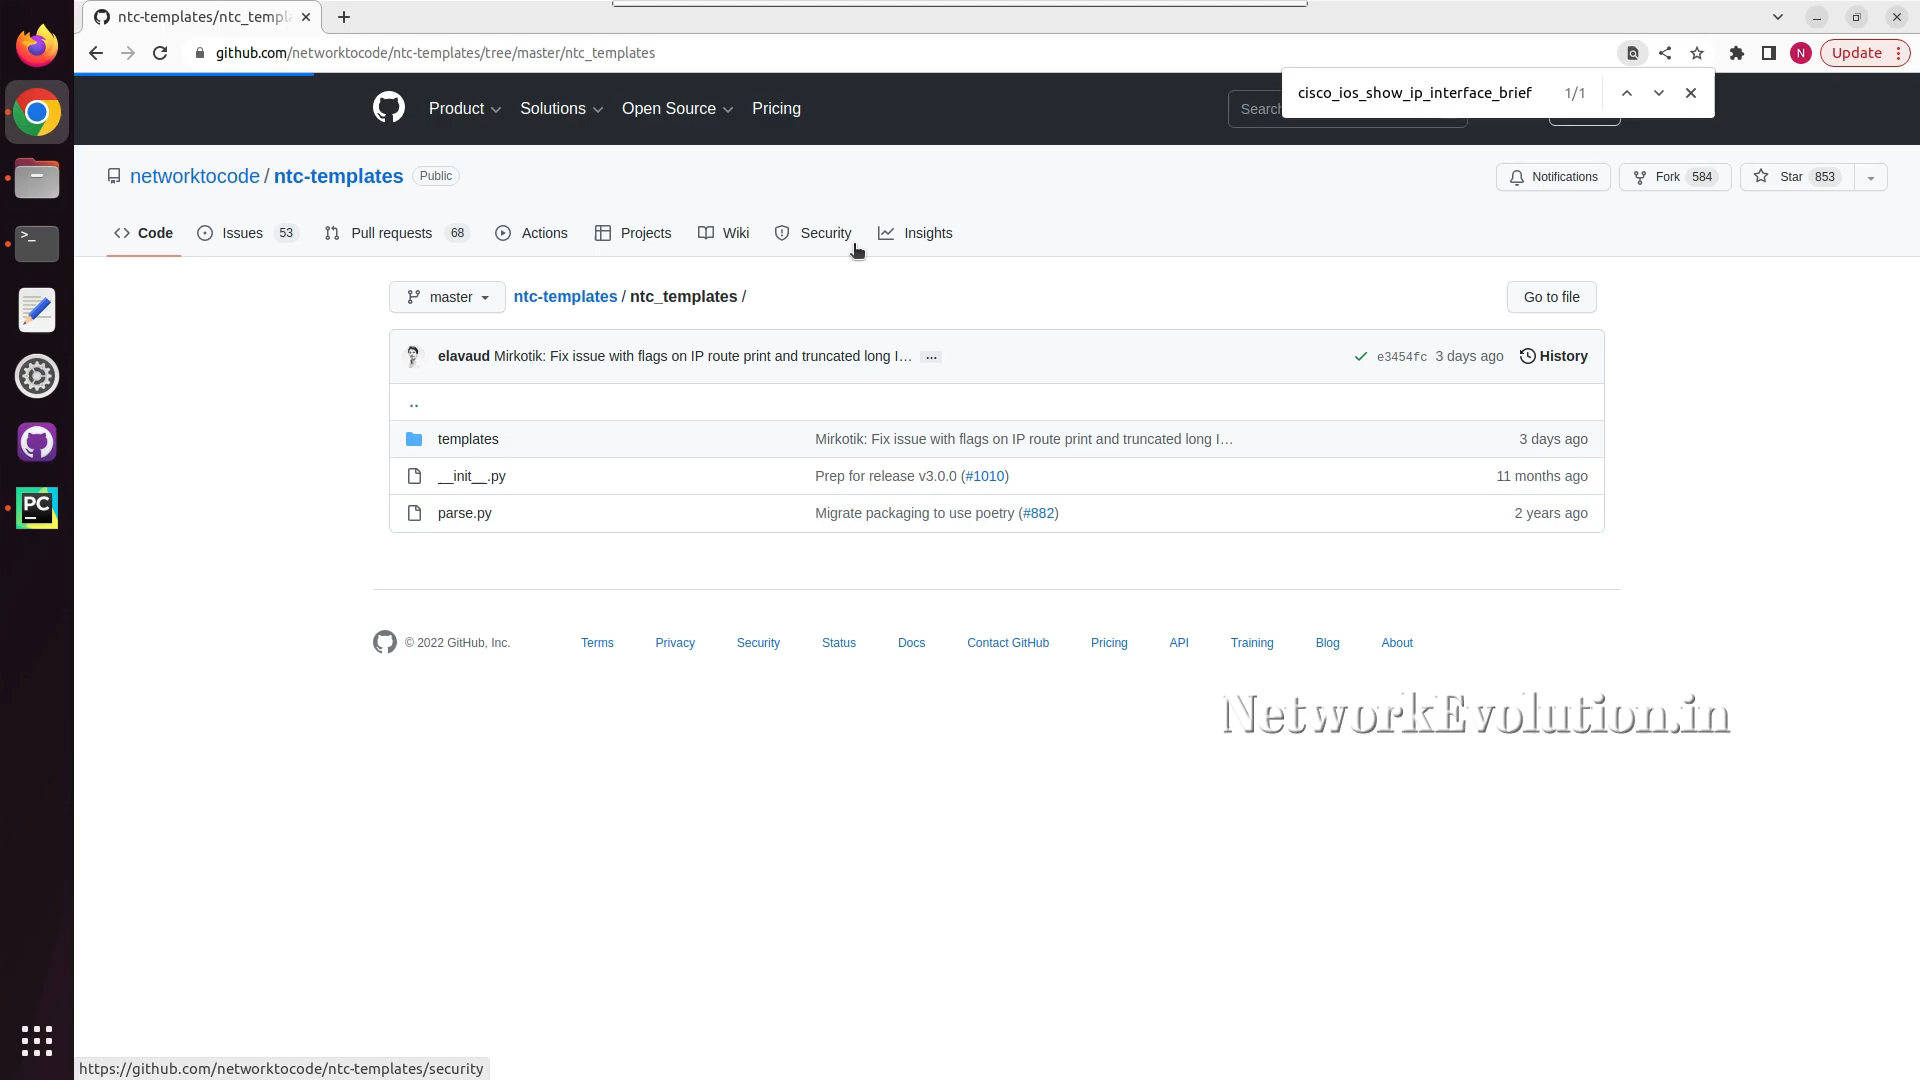 ntc-templates/ntc_templa
github.com/networktocode/ntc-templates/tree/master/ntc_templates
N
Update
cisco_ios_show_ip_interface_brief 1/1
Product Solutions Open Source Pricing
Search
networktocode / ntc-templates Public
Notifications Fork 584 Star 853
Code Issues 53 Pull requests 68 Actions Projects Wiki Security Insights
master ntc-templates / ntc_templates / Go to file
elavaud Mirkotik: Fix issue with flags on IP route print and truncated long I… ... e3454fc 3 days ago History
..
templates Mirkotik: Fix issue with flags on IP route print and truncated long I… 3 days ago
__init__.py Prep for release v3.0.0 (#1010) 11 months ago
parse.py Migrate packaging to use poetry (#882) 2 years ago
© 2022 GitHub, Inc. Terms Privacy Security Status Docs Contact GitHub Pricing API Training Blog About
NetworkEvolution.in
PC
https://github.com/networktocode/ntc-templates/security